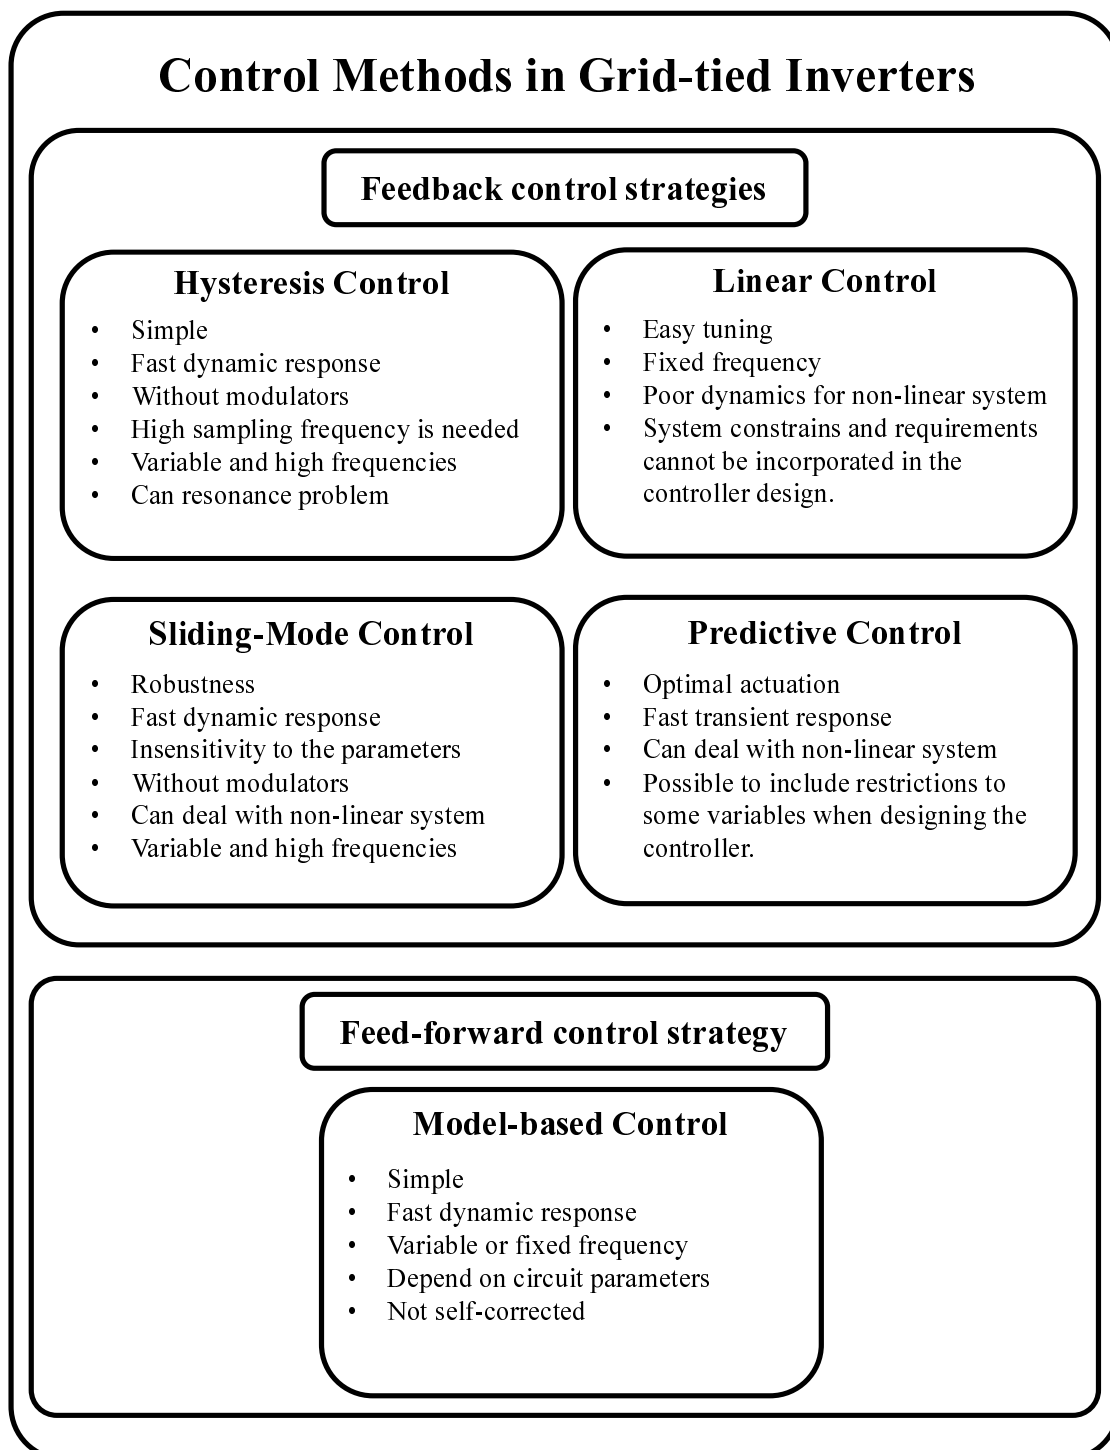 Control Methods in Grid-tied Inverters
Feedback control strategies
Hysteresis Control
• Simple
• Fast dynamic response
• Without modulators
• High sampling frequency is needed
• Variable and high frequencies
• Can resonance problem
Linear Control
• Easy tuning
• Fixed frequency
• Poor dynamics for non-linear system
• System constrains and requirements
cannot be incorporated in the
controller design.
Sliding-Mode Control
• Robustness
• Fast dynamic response
• Insensitivity to the parameters
• Without modulators
• Can deal with non-linear system
• Variable and high frequencies
Predictive Control
• Optimal actuation
• Fast transient response
• Can deal with non-linear system
• Possible to include restrictions to
some variables when designing the
controller.
Feed-forward control strategy
Model-based Control
• Simple
• Fast dynamic response
• Variable or fixed frequency
• Depend on circuit parameters
• Not self-corrected